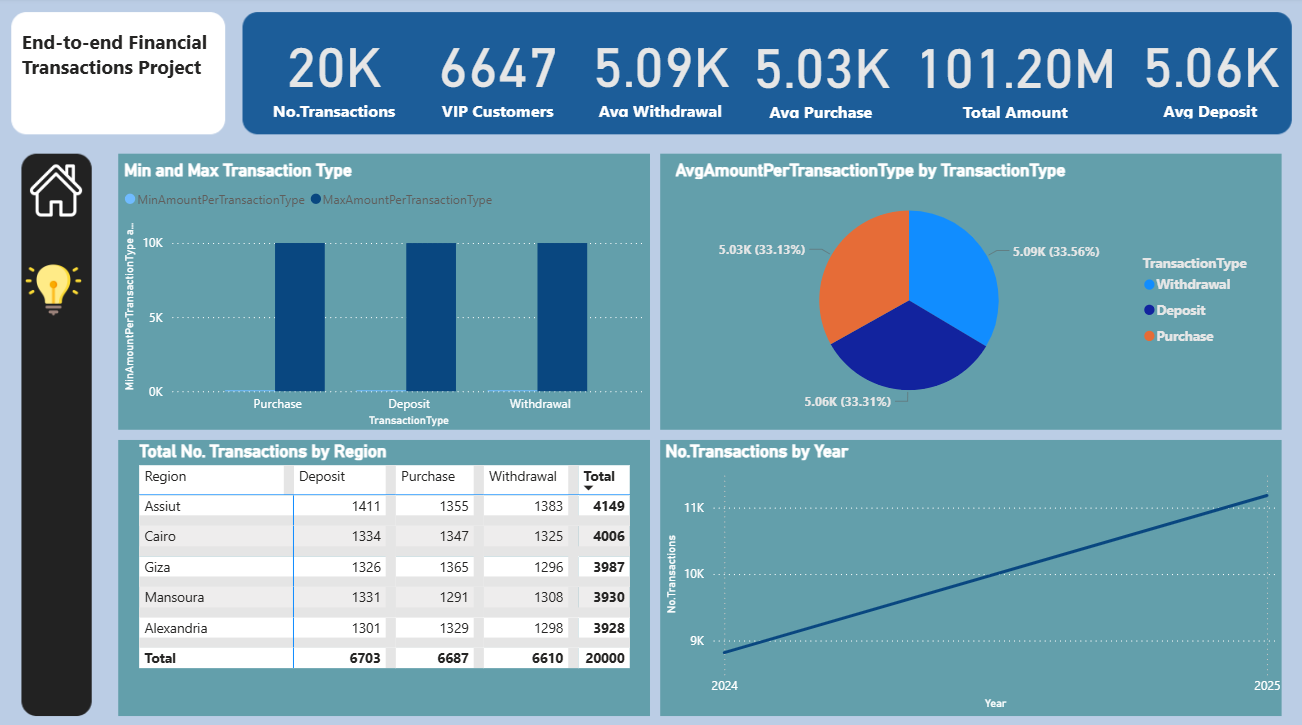 End-to-end Financial
Transactions Project
20K
No.Transactions
6647
VIP Customers
5.09K
Avg Withdrawal
5.03K
Avg Purchase
101.20M
Total Amount
5.06K
Avg Deposit
Min and Max Transaction Type
MinAmountPerTransactionType MaxAmountPerTransactionType
MinAmountPerTransactionType a...
10K
5K
0K
Purchase Deposit Withdrawal
TransactionType
AvgAmountPerTransactionType by TransactionType
5.03K (33.13%)
5.09K (33.56%)
5.06K (33.31%)
TransactionType
Withdrawal
Deposit
Purchase
Total No. Transactions by Region
Region Deposit Purchase Withdrawal Total
Assiut 1411 1355 1383 4149
Cairo 1334 1347 1325 4006
Giza 1326 1365 1296 3987
Mansoura 1331 1291 1308 3930
Alexandria 1301 1329 1298 3928
Total 6703 6687 6610 20000
No.Transactions by Year
No.Transactions
11K
10K
9K
2024 2025
Year